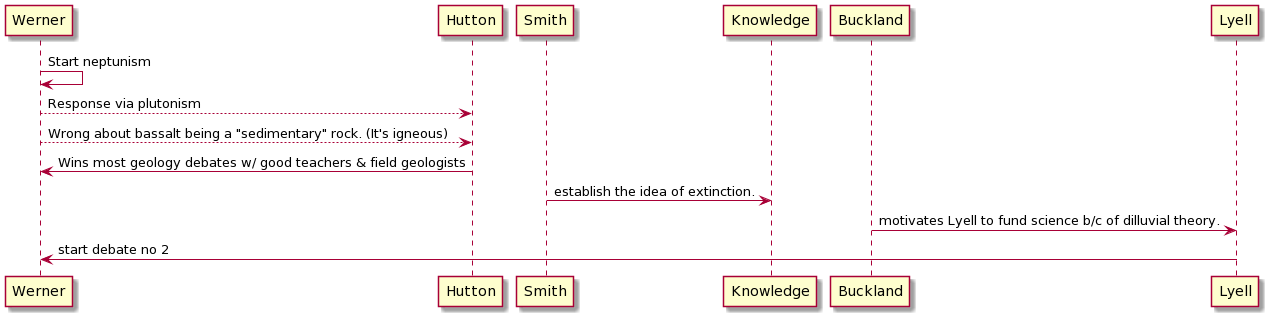 Werner Hutton Smith Knowledge Buckland Lyell
Start neptunism
Response via plutonism
Wrong about bassalt being a "sedimentary" rock. (It's igneous)
Wins most geology debates w/ good teachers & field geologists
establish the idea of extinction.
motivates Lyell to fund science b/c of dilluvial theory.
start debate no 2
Werner Hutton Smith Knowledge Buckland Lyell